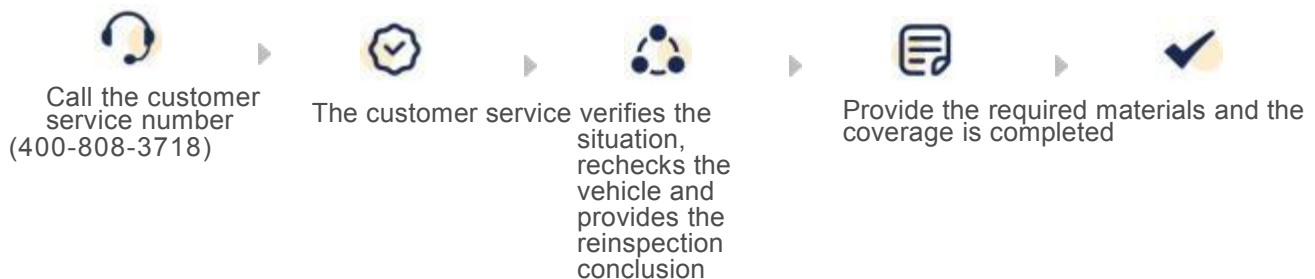 Call the customer
service number
(400-808-3718)
The customer service verifies the
situation,
rechecks the
vehicle and
provides the
reinspection
conclusion
Provide the required materials and the
coverage is completed